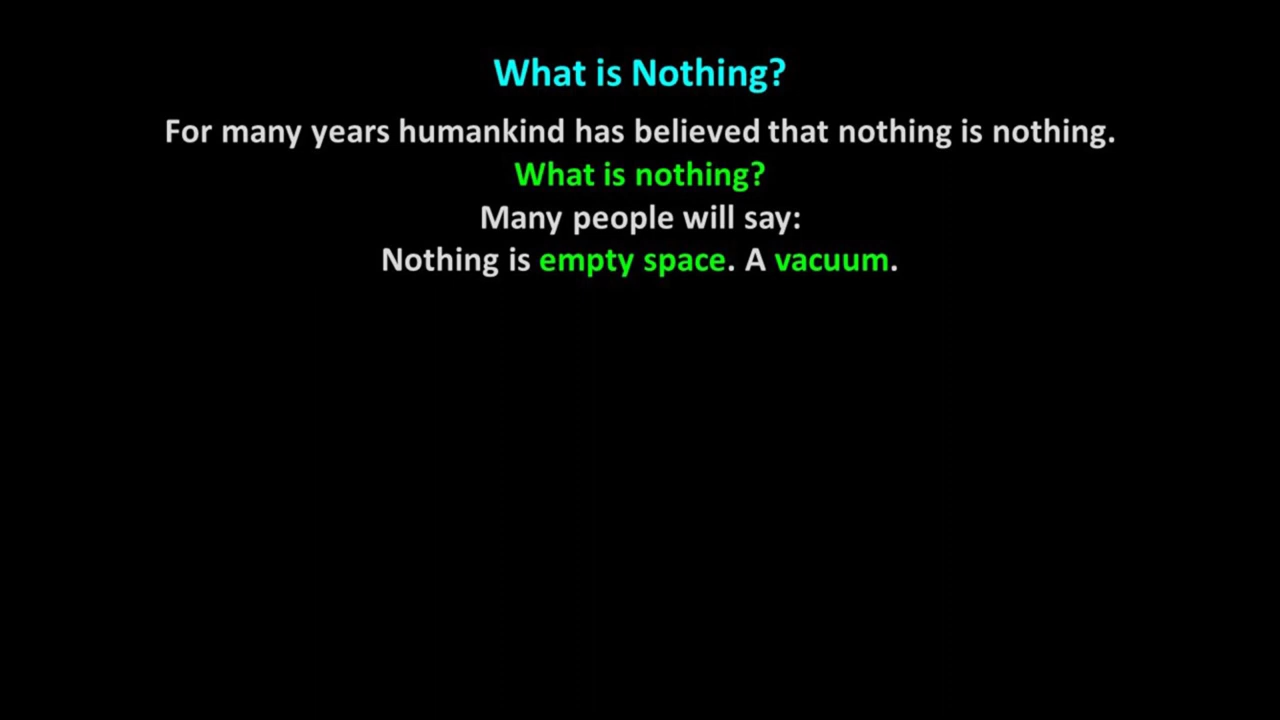 What is Nothing?
For many years humankind has believed that nothing is nothing.
What is nothing?
Many people will say:
Nothing is empty space. A vacuum.